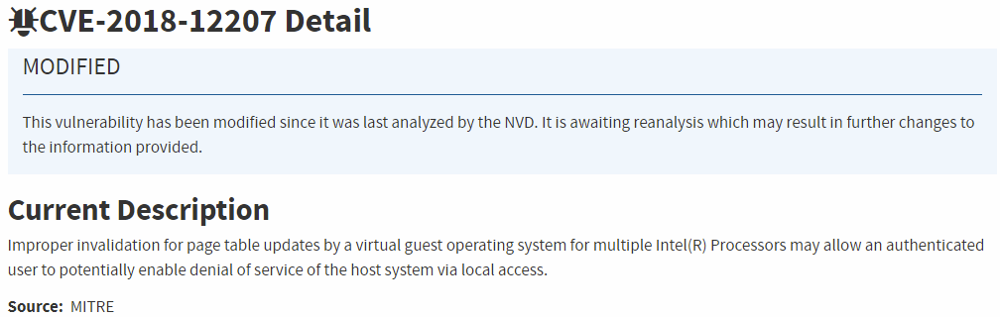 CVE-2018-12207 Detail
MODIFIED
This vulnerability has been modified since it was last analyzed by the NVD. It is awaiting reanalysis which may result in further changes to
the information provided.
Current Description
Improper invalidation for page table updates by a virtual guest operating system for multiple Intel(R) Processors may allow an authenticated
user to potentially enable denial of service of the host system via local access.
Source: MITRE